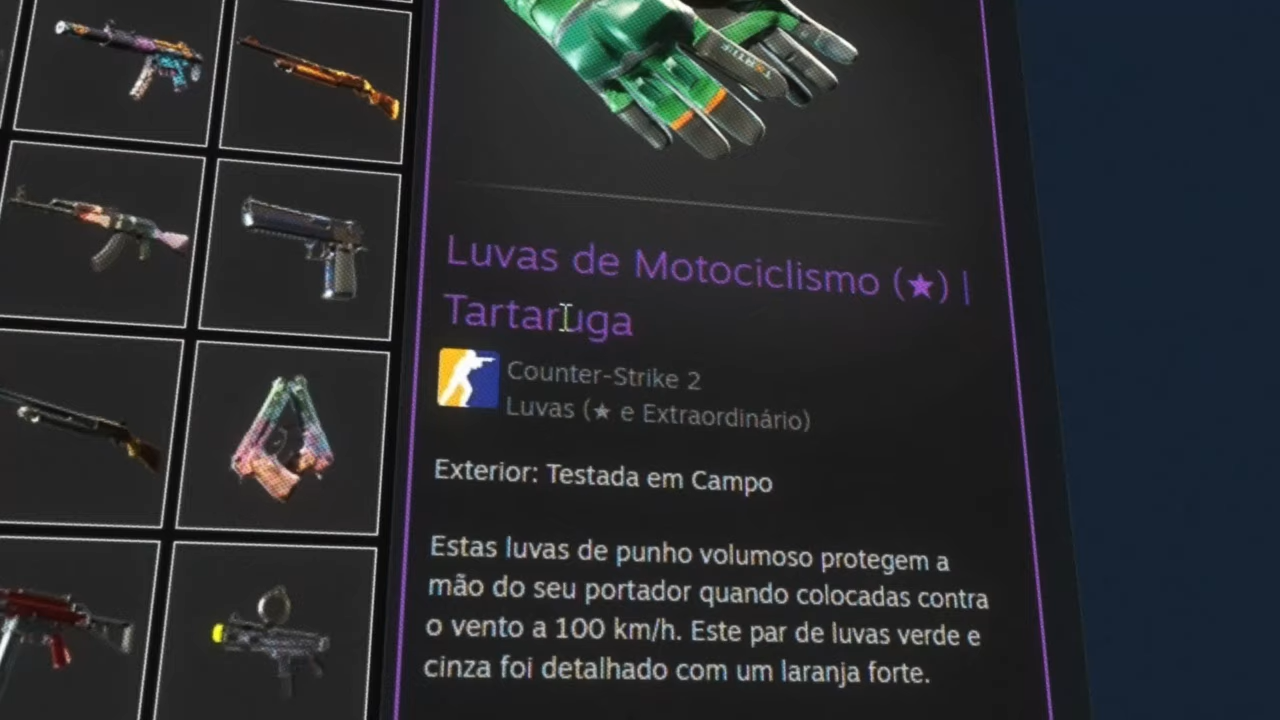 Luvas de Motociclismo (★) |
Tartaruga
Counter-Strike 2
Luvas (★ e Extraordinário)
Exterior: Testada em Campo
Estas luvas de punho volumoso protegem a
mão do seu portador quando colocadas contra
o vento a 100 km/h. Este par de luvas verde e
cinza foi detalhado com um laranja forte.